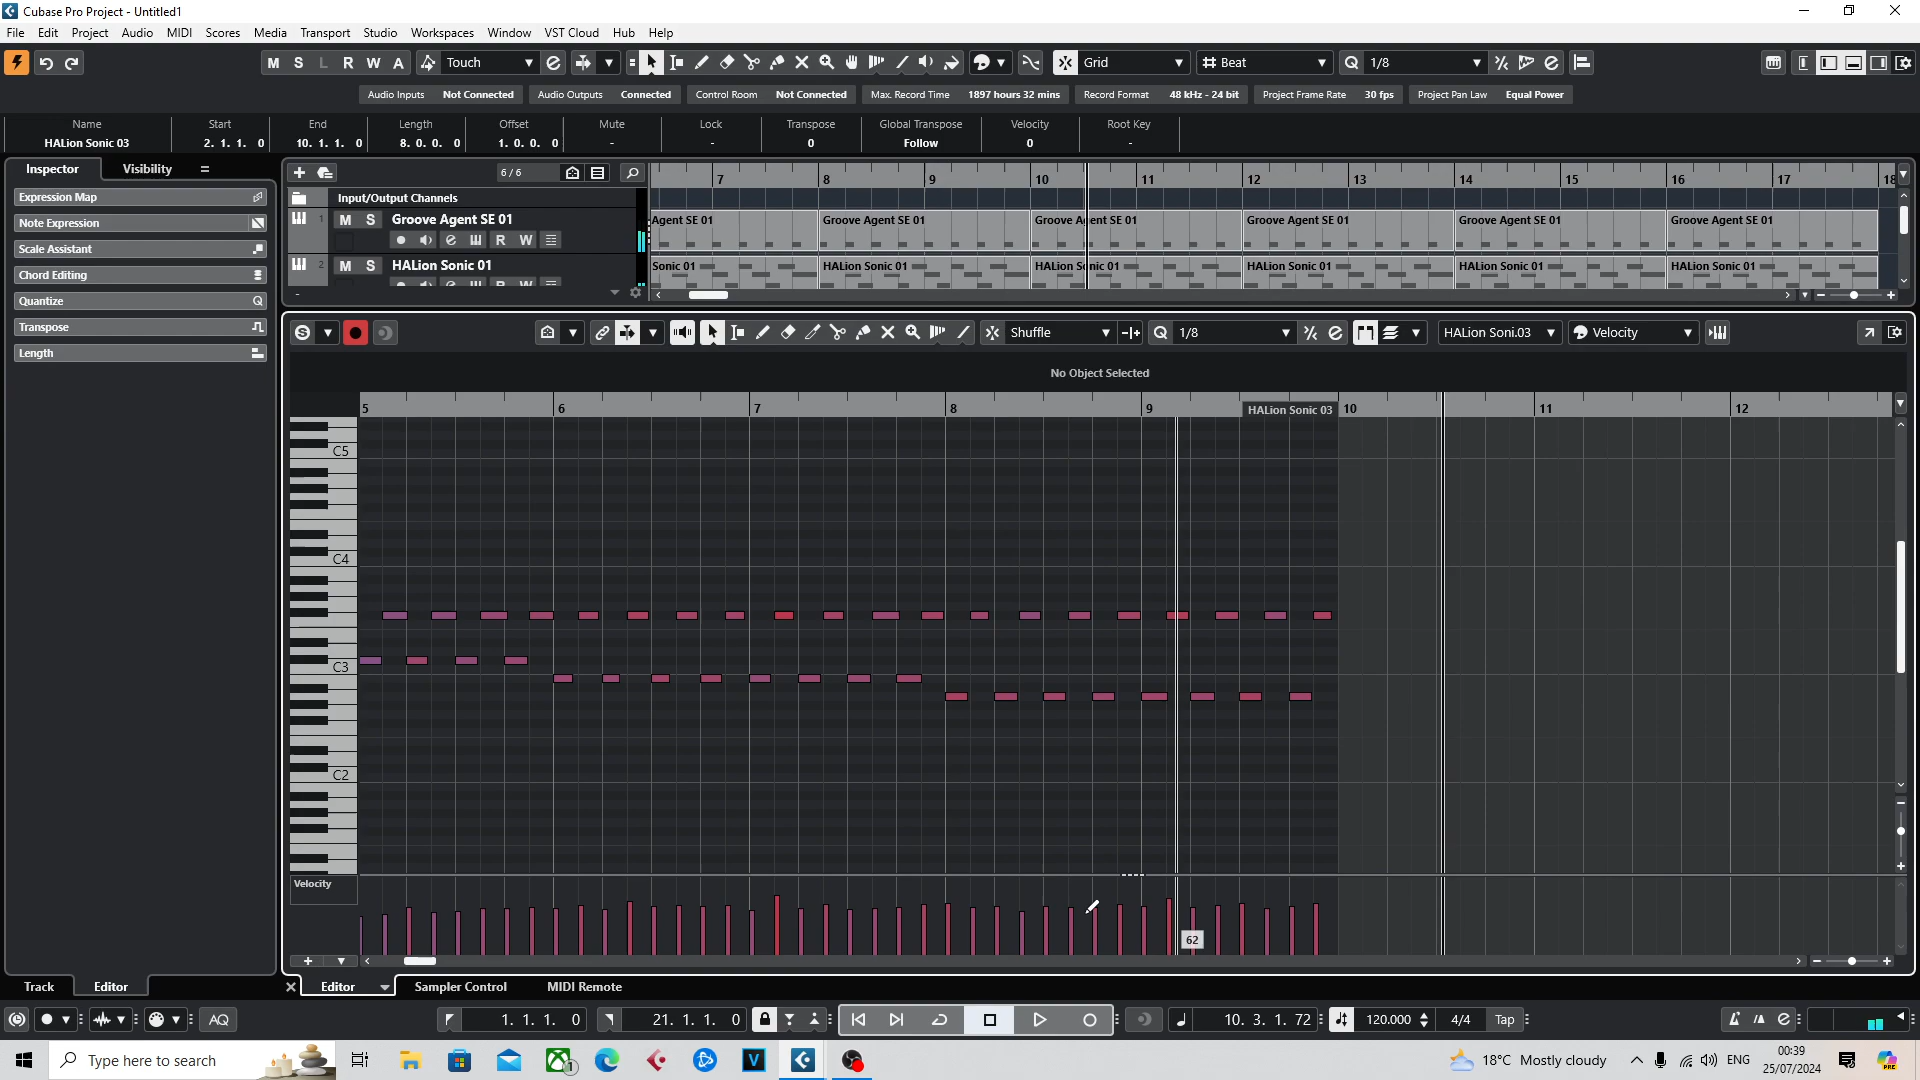 Cubase Pro Project - Untitled1
File Edit Project Audio MIDI Scores Media Transport Studio Workspaces Window VST Cloud Hub Help
M S L R W A Touch Grid Beat Q 1/8
Audio Inputs Not Connected Audio Outputs Connected Control Room Not Connected Max. Record Time 1897 hours 32 mins Record Format 48 kHz - 24 bit Project Frame Rate 30 fps Project Pan Law Equal Power
Name Start End Length Offset Mute Lock Transpose Global Transpose Velocity Root Key
HALion Sonic 03 2. 1. 1. 0 10. 1. 1. 0 8. 0. 0. 0 1. 0. 0. 0 - - 0 Follow 0 -
Inspector Visibility
6 / 6
7 8 9 10 11 12 13 14 15 16 17 18
Expression Map
Note Expression
Scale Assistant
Chord Editing
Quantize Q
Transpose
Length
Input/Output Channels
1 M S Groove Agent SE 01
R W
2 M S HALion Sonic 01
R W
Agent SE 01 Groove Agent SE 01 Groove Agent SE 01 Groove Agent SE 01 Groove Agent SE 01 Groove Agent SE 01
Sonic 01 HALion Sonic 01 HALion Sonic 01 HALion Sonic 01 HALion Sonic 01 HALion Sonic 01
S Shuffle Q 1/8 HALion Soni.03 Velocity
No Object Selected
5 6 7 8 9 HALion Sonic 03 10 11 12
C5
C4
C3
C2
Velocity
62
Track Editor
Editor Sampler Control MIDI Remote
AQ 1. 1. 1. 0 21. 1. 1. 0 10. 3. 1. 72 120.000 4/4 Tap
Type here to search
1
V
18°C Mostly cloudy
ENG
00:39
25/07/2024
PRE